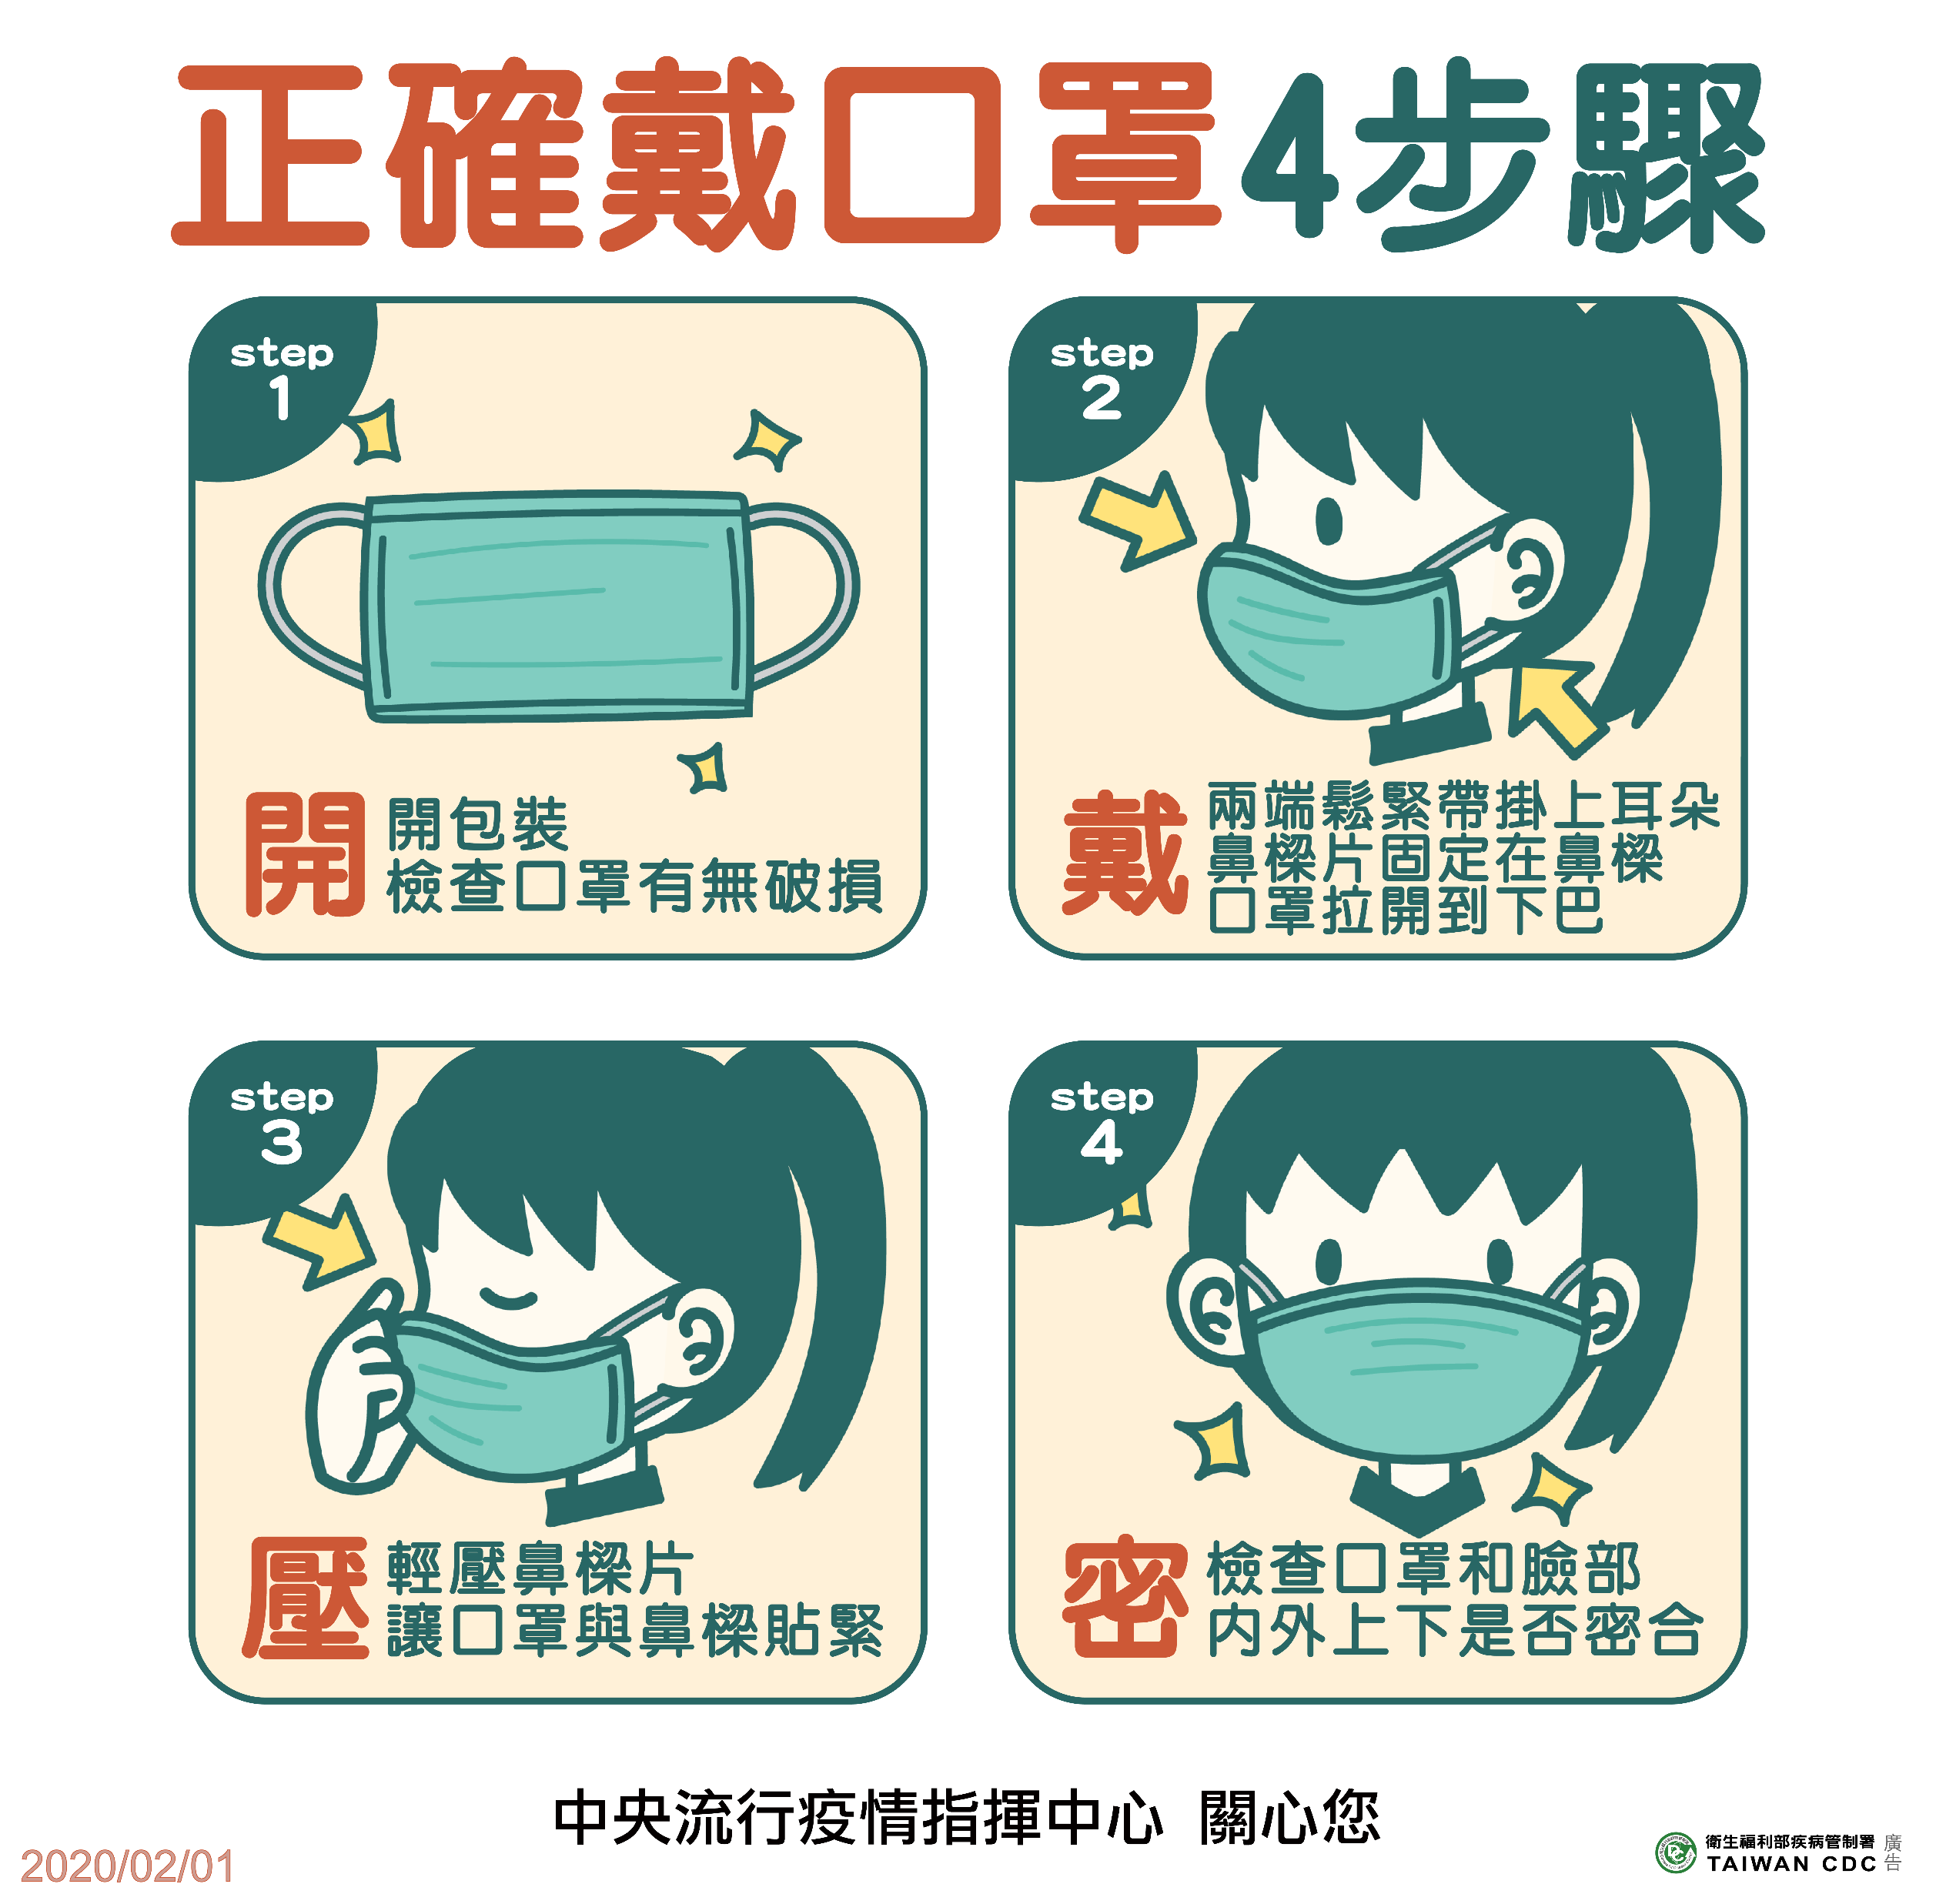 正確戴口罩4步驟
step
1
開
開包裝
檢查口罩有無破損
step
2
戴
兩端鬆緊帶掛上耳朵
鼻樑片固定在鼻樑
口罩拉開到下巴
step
3
壓
輕壓鼻樑片
讓口罩與鼻樑貼緊
step
4
密
檢查口罩和臉部
內外上下是否密合
中央流行疫情指揮中心 關心您
2020/02/01
衛生福利部疾病管制署
TAIWAN CDC
廣告